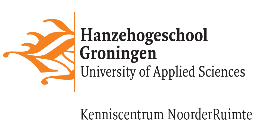 Hanzehogeschool
Groningen
University of Applied Sciences
Kenniscentrum NoorderRuimte